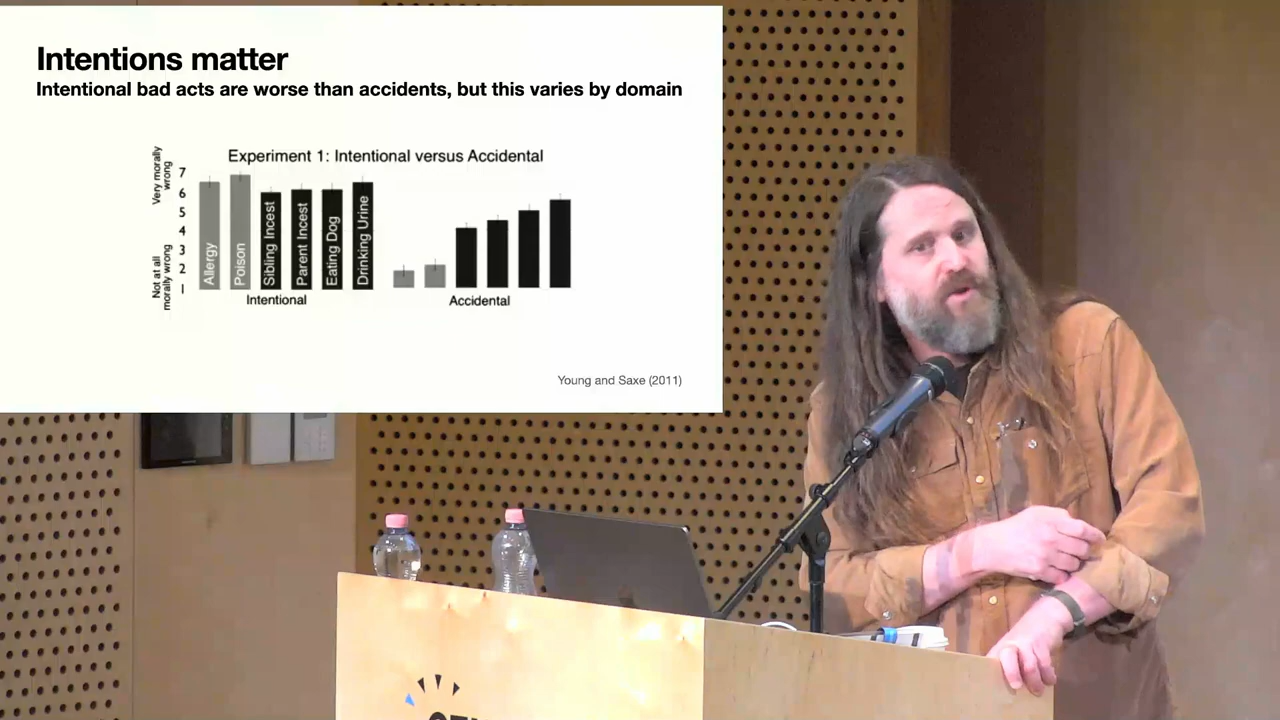 Intentions matter
Intentional bad acts are worse than accidents, but this varies by domain
Experiment 1: Intentional versus Accidental
Very morally
wrong
Not at all
morally wrong
7
6
5
4
3
2
1
Allergy
Poison
Sibling Incest
Parent Incest
Eating Dog
Drinking Urine
Intentional
Accidental
Young and Saxe (2011)